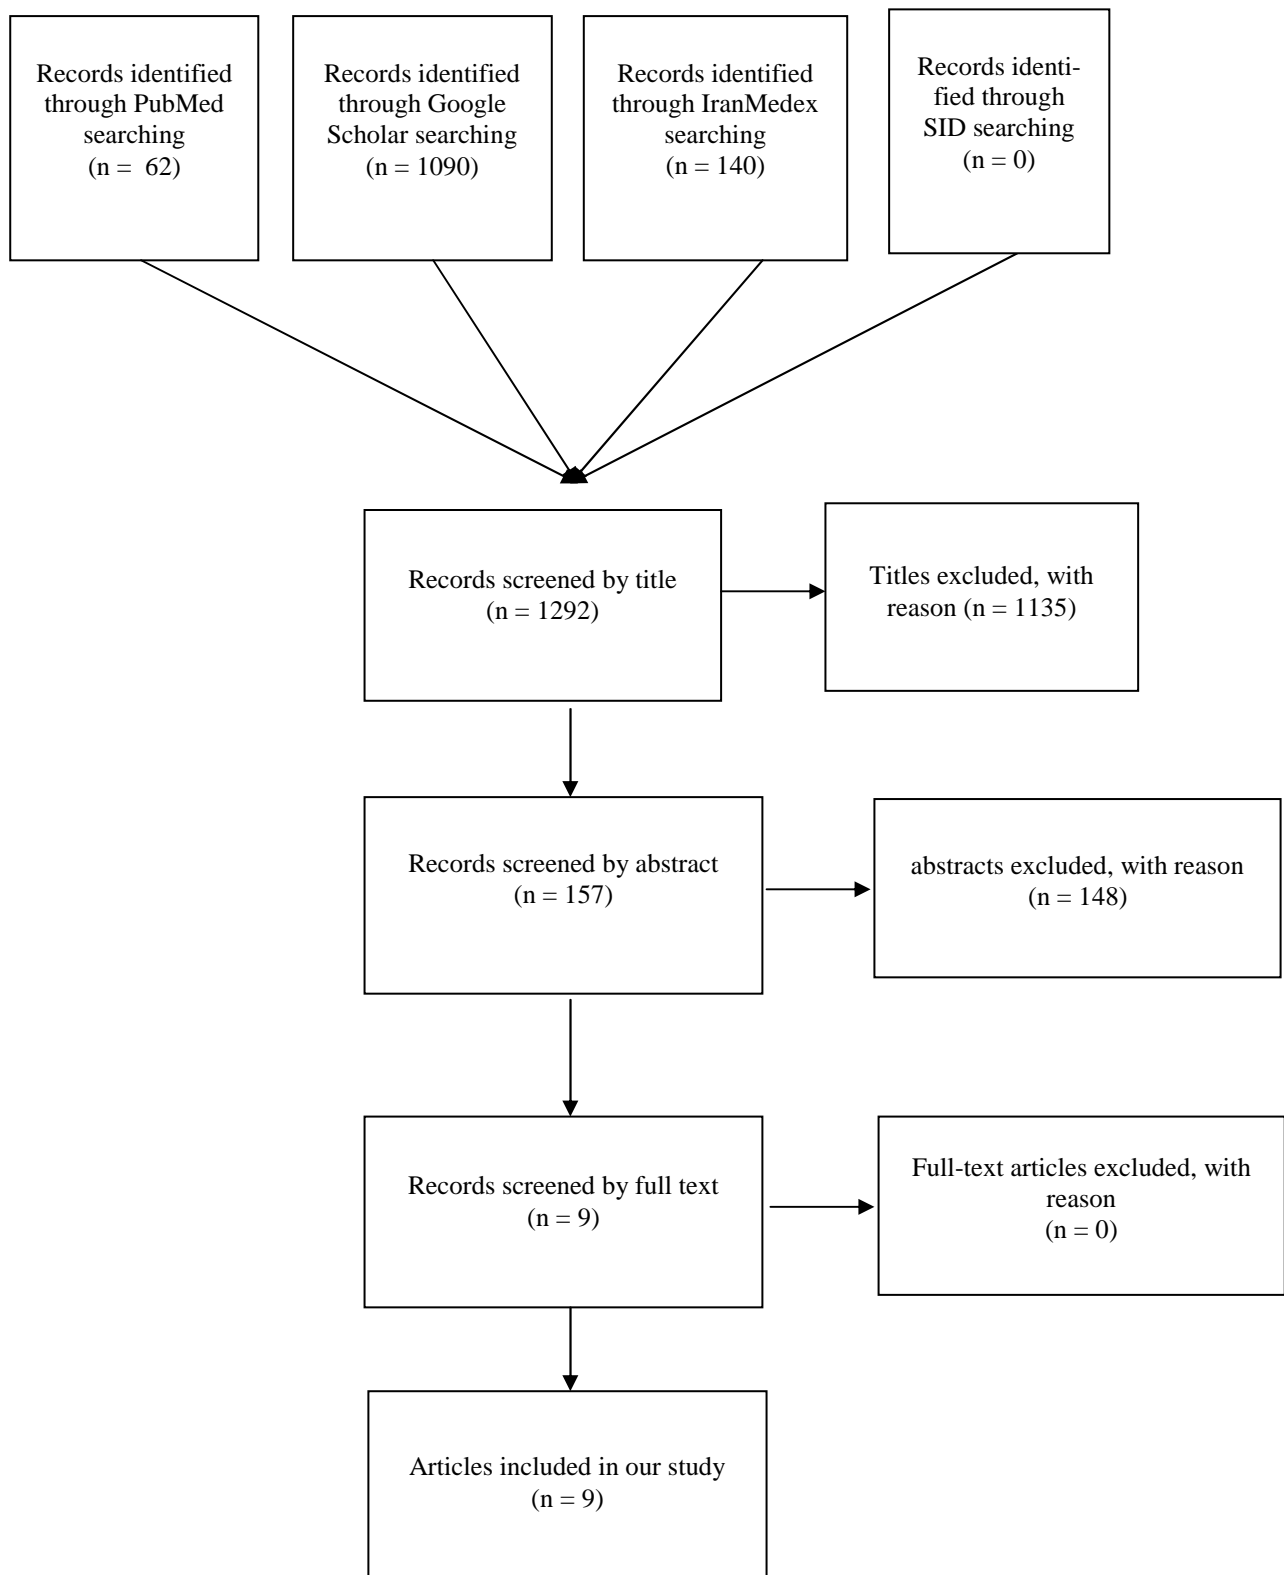 Records identified
through PubMed
searching
(n =  62)
Records identified
through Google
Scholar searching
(n = 1090)
Records identified
through IranMedex
searching
(n = 140)
Records identi-
fied through
SID searching
(n = 0)
Records screened by title
(n = 1292)
Titles excluded, with
reason (n = 1135)
Records screened by abstract
(n = 157)
abstracts excluded, with reason
(n = 148)
Records screened by full text
(n = 9)
Full-text articles excluded, with
reason
(n = 0)
Articles included in our study
(n = 9)